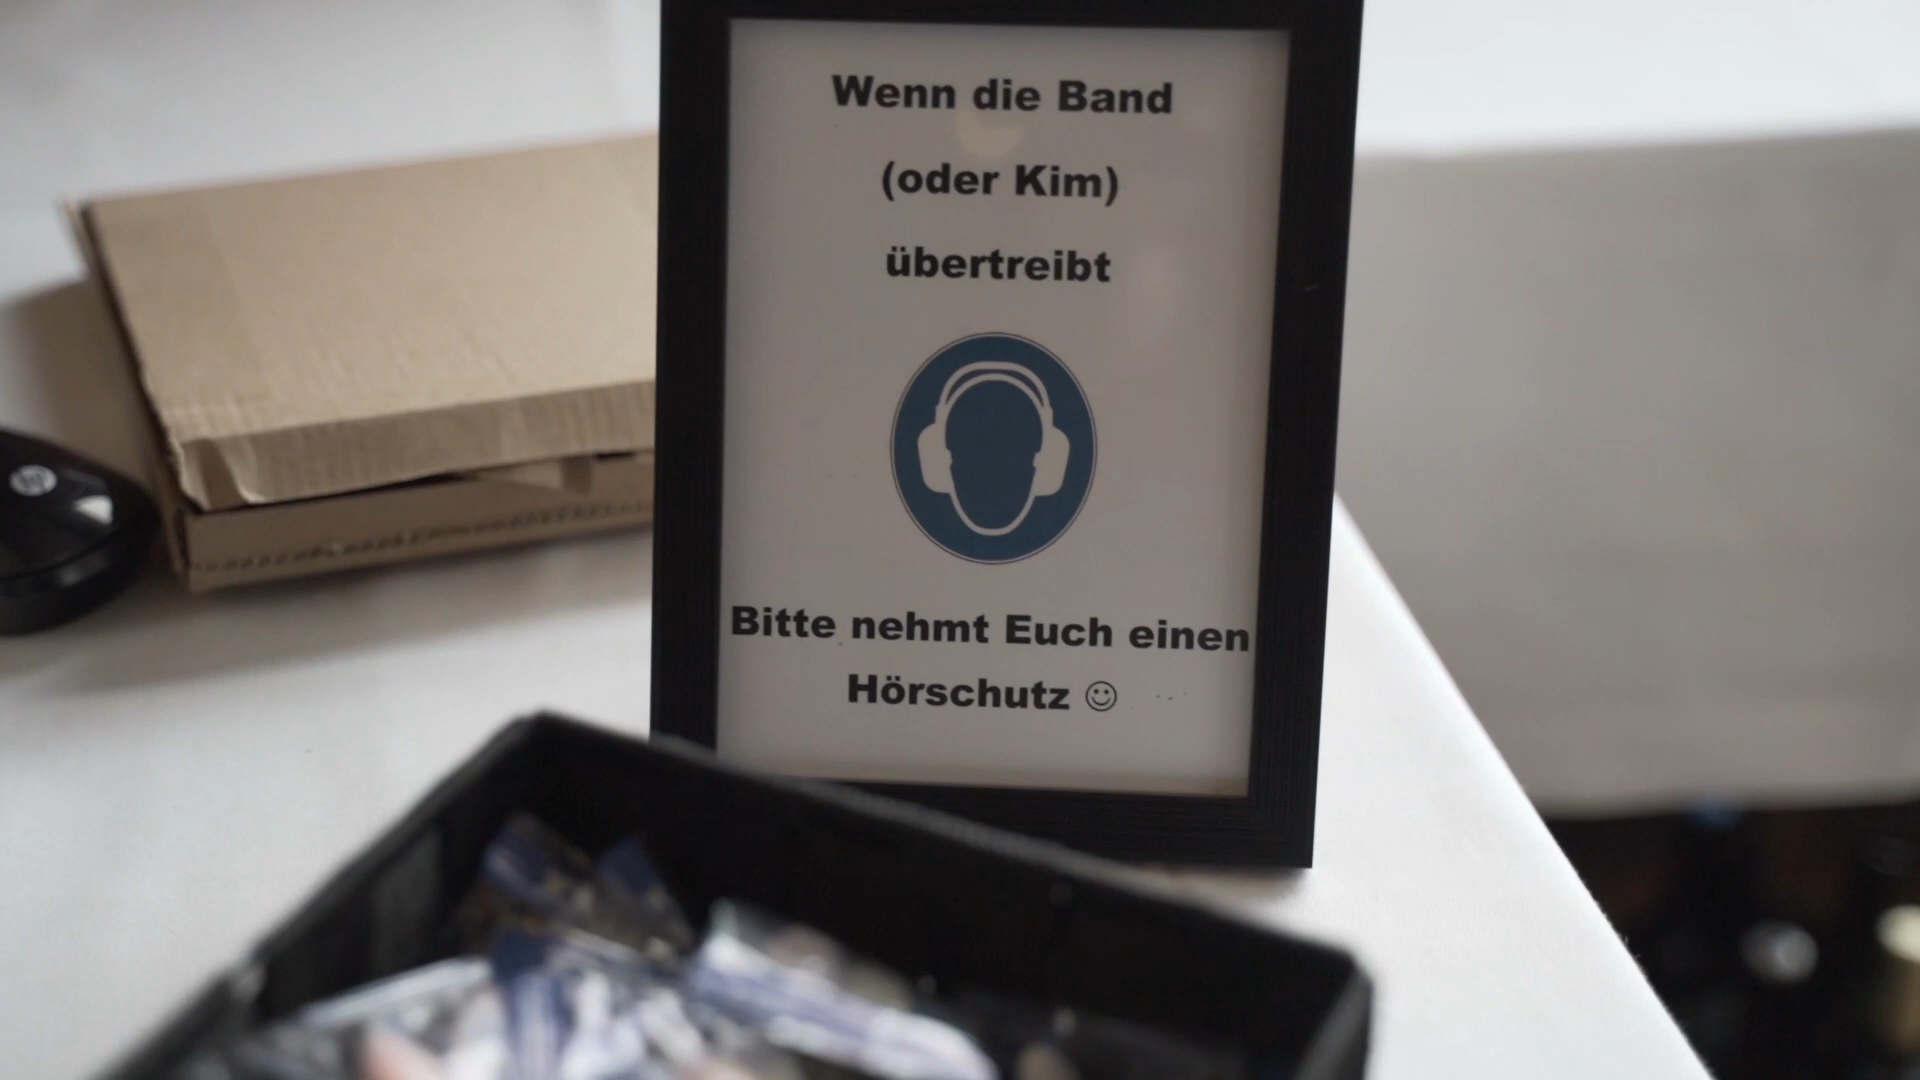 Wenn die Band
(oder Kim)
übertreibt
Bitte nehmt Euch einen
Hörschutz ☺